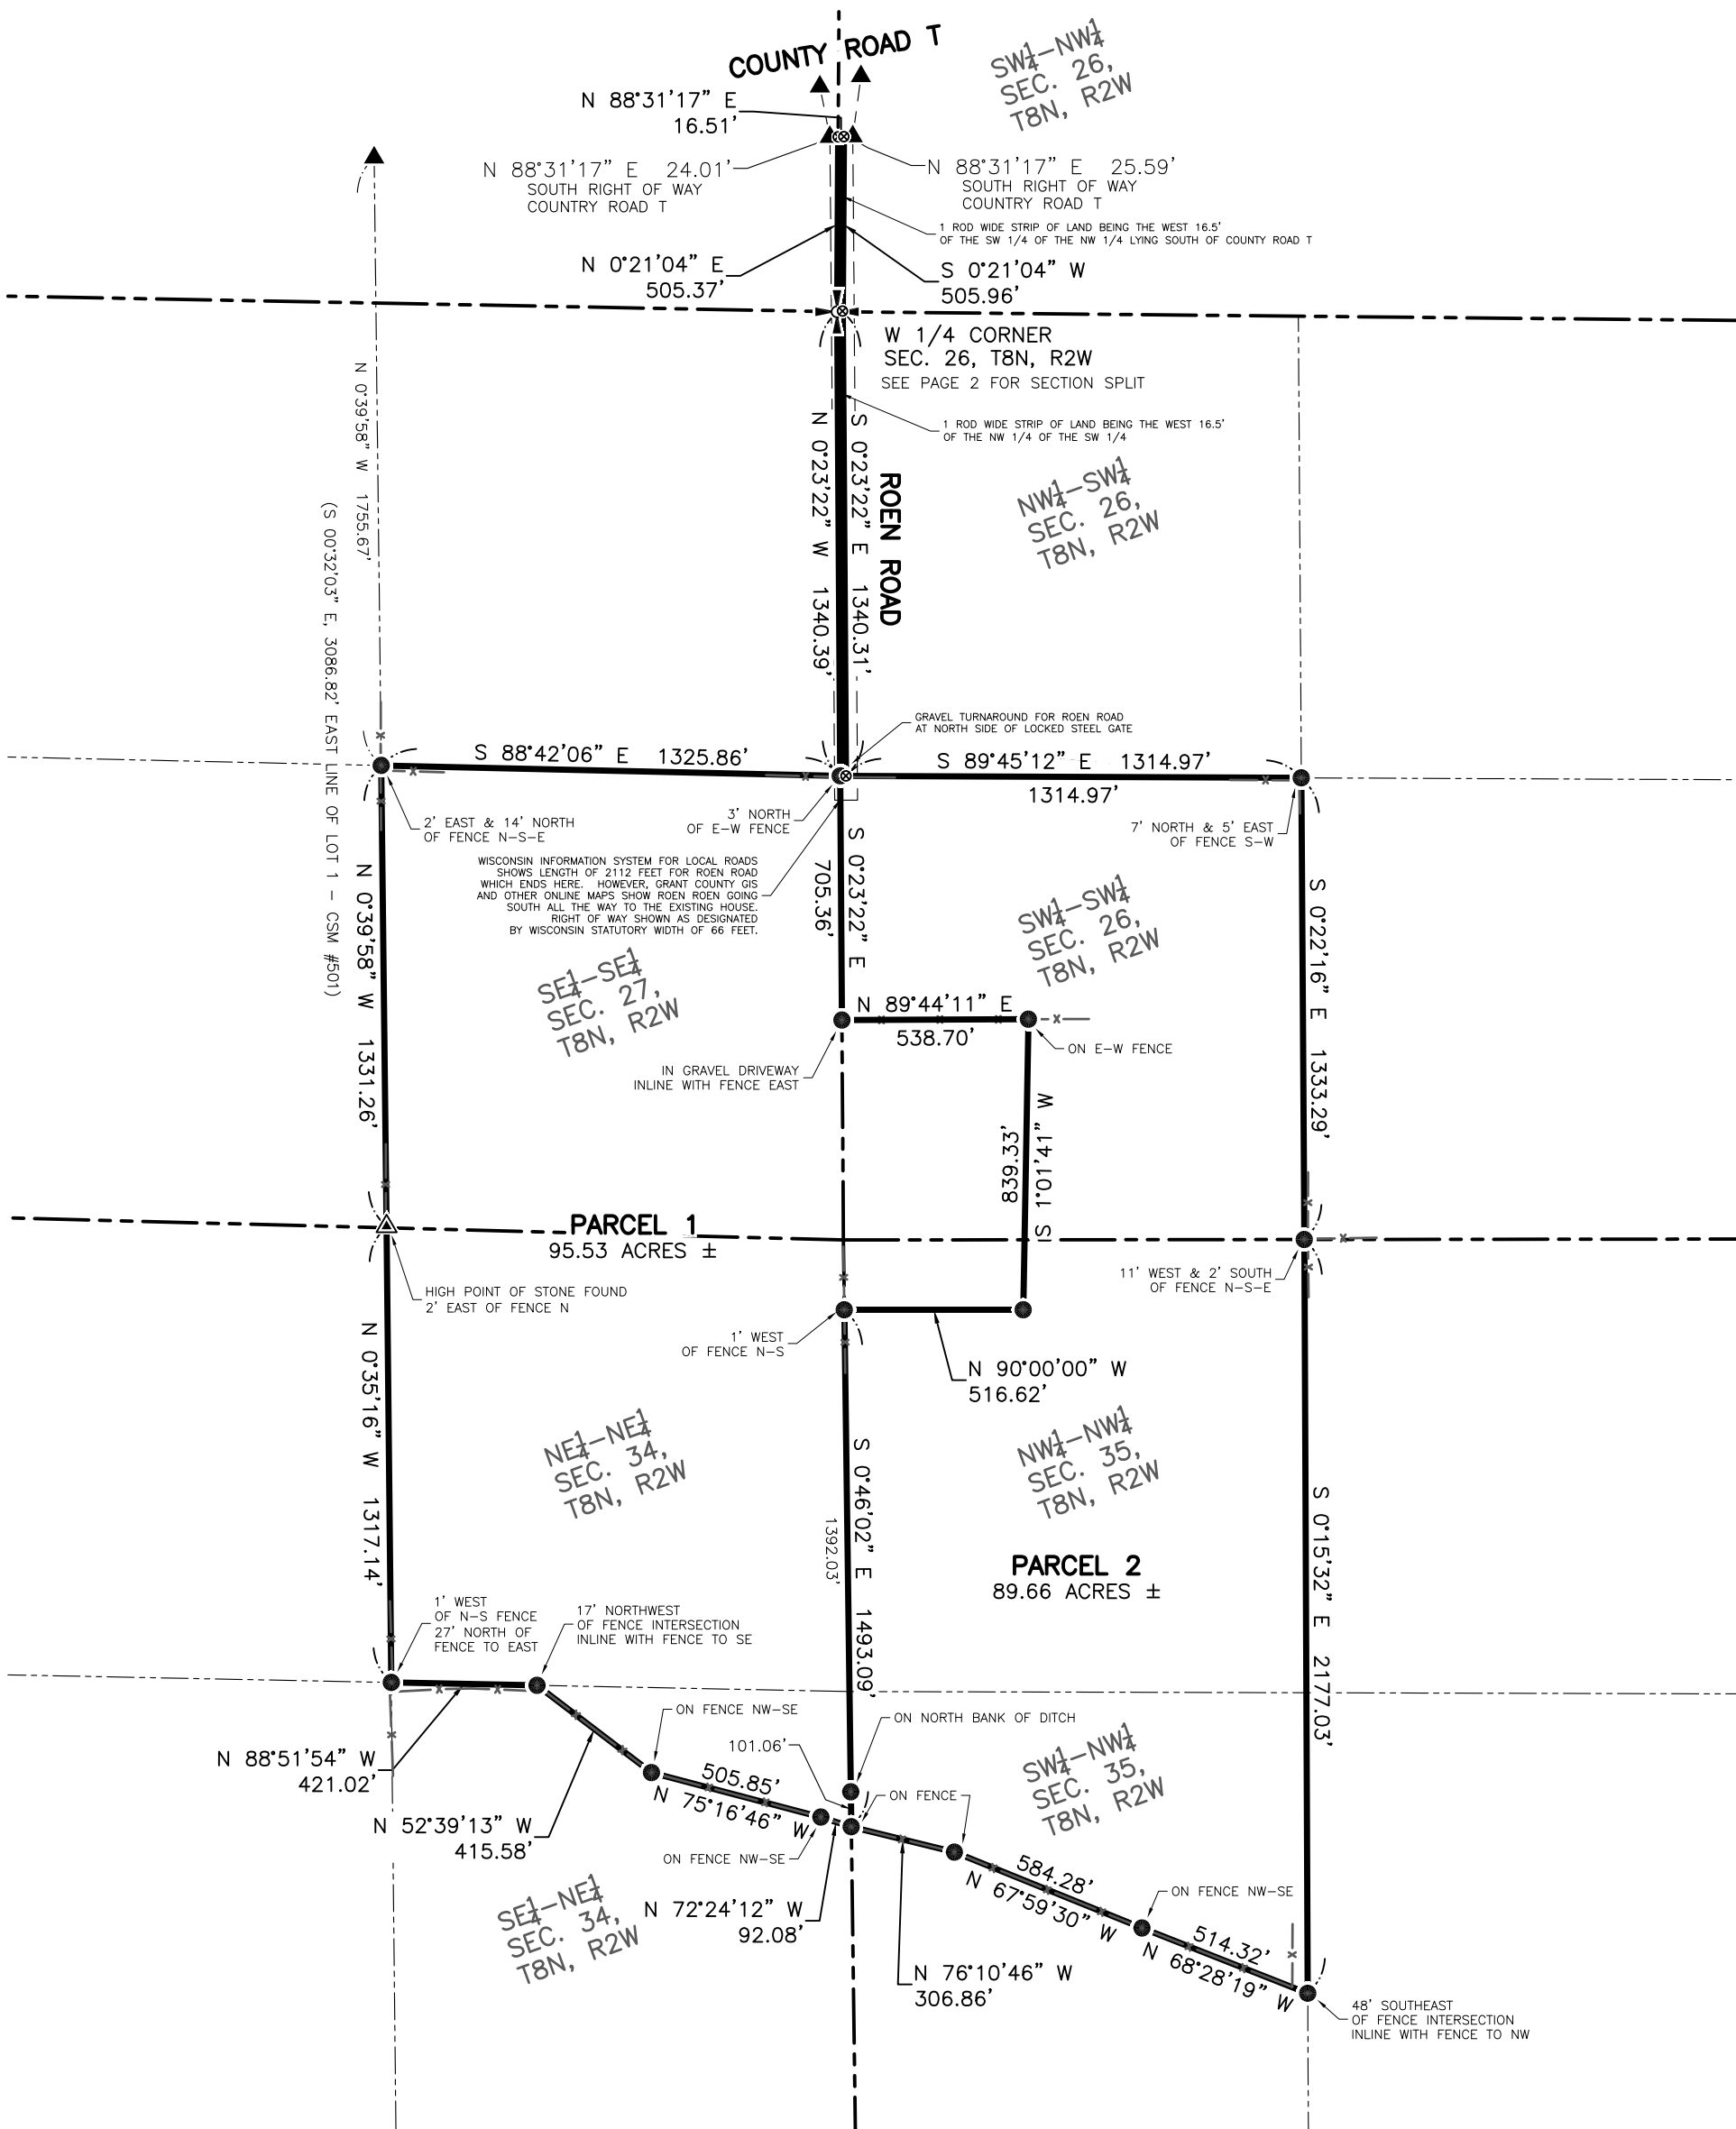 COUNTY ROAD T
SW1/4-NW1/4
SEC. 26,
T8N, R2W
N 88°31'17" E
16.51'
N 88°31'17" E 24.01'
SOUTH RIGHT OF WAY
COUNTRY ROAD T
N 88°31'17" E 25.59'
SOUTH RIGHT OF WAY
COUNTRY ROAD T
1 ROD WIDE STRIP OF LAND BEING THE WEST 16.5'
OF THE SW 1/4 OF THE NW 1/4 LYING SOUTH OF COUNTY ROAD T
N 0°21'04" E
505.37'
S 0°21'04" W
505.96'
W 1/4 CORNER
SEC. 26, T8N, R2W
SEE PAGE 2 FOR SECTION SPLIT
1 ROD WIDE STRIP OF LAND BEING THE WEST 16.5'
OF THE NW 1/4 OF THE SW 1/4
N 0°39'58" W 1755.67'
(S 00°32'03" E, 3086.82' EAST LINE OF LOT 1 - CSM #501)
N 0°23'22" W 1340.39'
S 0°23'22" E 1340.31'
ROEN ROAD
NW1/4-SW1/4
SEC. 26,
T8N, R2W
GRAVEL TURNAROUND FOR ROEN ROAD
AT NORTH SIDE OF LOCKED STEEL GATE
S 88°42'06" E 1325.86'
S 89°45'12" E 1314.97'
1314.97'
2' EAST & 14' NORTH
OF FENCE N-S-E
3' NORTH
OF E-W FENCE
7' NORTH & 5' EAST
OF FENCE S-W
WISCONSIN INFORMATION SYSTEM FOR LOCAL ROADS
SHOWS LENGTH OF 2112 FEET FOR ROEN ROAD
WHICH ENDS HERE. HOWEVER, GRANT COUNTY GIS
AND OTHER ONLINE MAPS SHOW ROEN ROEN GOING
SOUTH ALL THE WAY TO THE EXISTING HOUSE.
RIGHT OF WAY SHOWN AS DESIGNATED
BY WISCONSIN STATUTORY WIDTH OF 66 FEET.
N 0°39'58" W 1331.26'
S 0°23'22" E
705.36'
SW1/4-SW1/4
SEC. 26,
T8N, R2W
S 0°22'16" E 1333.29'
SE1/4-SE1/4
SEC. 27,
T8N, R2W
N 89°44'11" E
538.70'
ON E-W FENCE
IN GRAVEL DRIVEWAY
INLINE WITH FENCE EAST
S 1°01'41" W
839.33'
PARCEL 1
95.53 ACRES ±
HIGH POINT OF STONE FOUND
2' EAST OF FENCE N
11' WEST & 2' SOUTH
OF FENCE N-S-E
1' WEST
OF FENCE N-S
N 90°00'00" W
516.62'
N 0°35'16" W 1317.14'
NE1/4-NE1/4
SEC. 34,
T8N, R2W
S 0°46'02" E 1493.09'
1392.03'
NW1/4-NW1/4
SEC. 35,
T8N, R2W
PARCEL 2
89.66 ACRES ±
S 0°15'32" E 2177.03'
1' WEST
OF N-S FENCE
27' NORTH OF
FENCE TO EAST
17' NORTHWEST
OF FENCE INTERSECTION
INLINE WITH FENCE TO SE
ON FENCE NW-SE
ON NORTH BANK OF DITCH
101.06'
N 88°51'54" W
421.02'
505.85'
N 75°16'46" W
SW1/4-NW1/4
SEC. 35,
T8N, R2W
ON FENCE
N 52°39'13" W
415.58'
ON FENCE NW-SE
584.28'
N 67°59'30" W
ON FENCE NW-SE
SE1/4-NE1/4
SEC. 34,
T8N, R2W
N 72°24'12" W
92.08'
514.32'
N 68°28'19" W
N 76°10'46" W
306.86'
48' SOUTHEAST
OF FENCE INTERSECTION
INLINE WITH FENCE TO NW